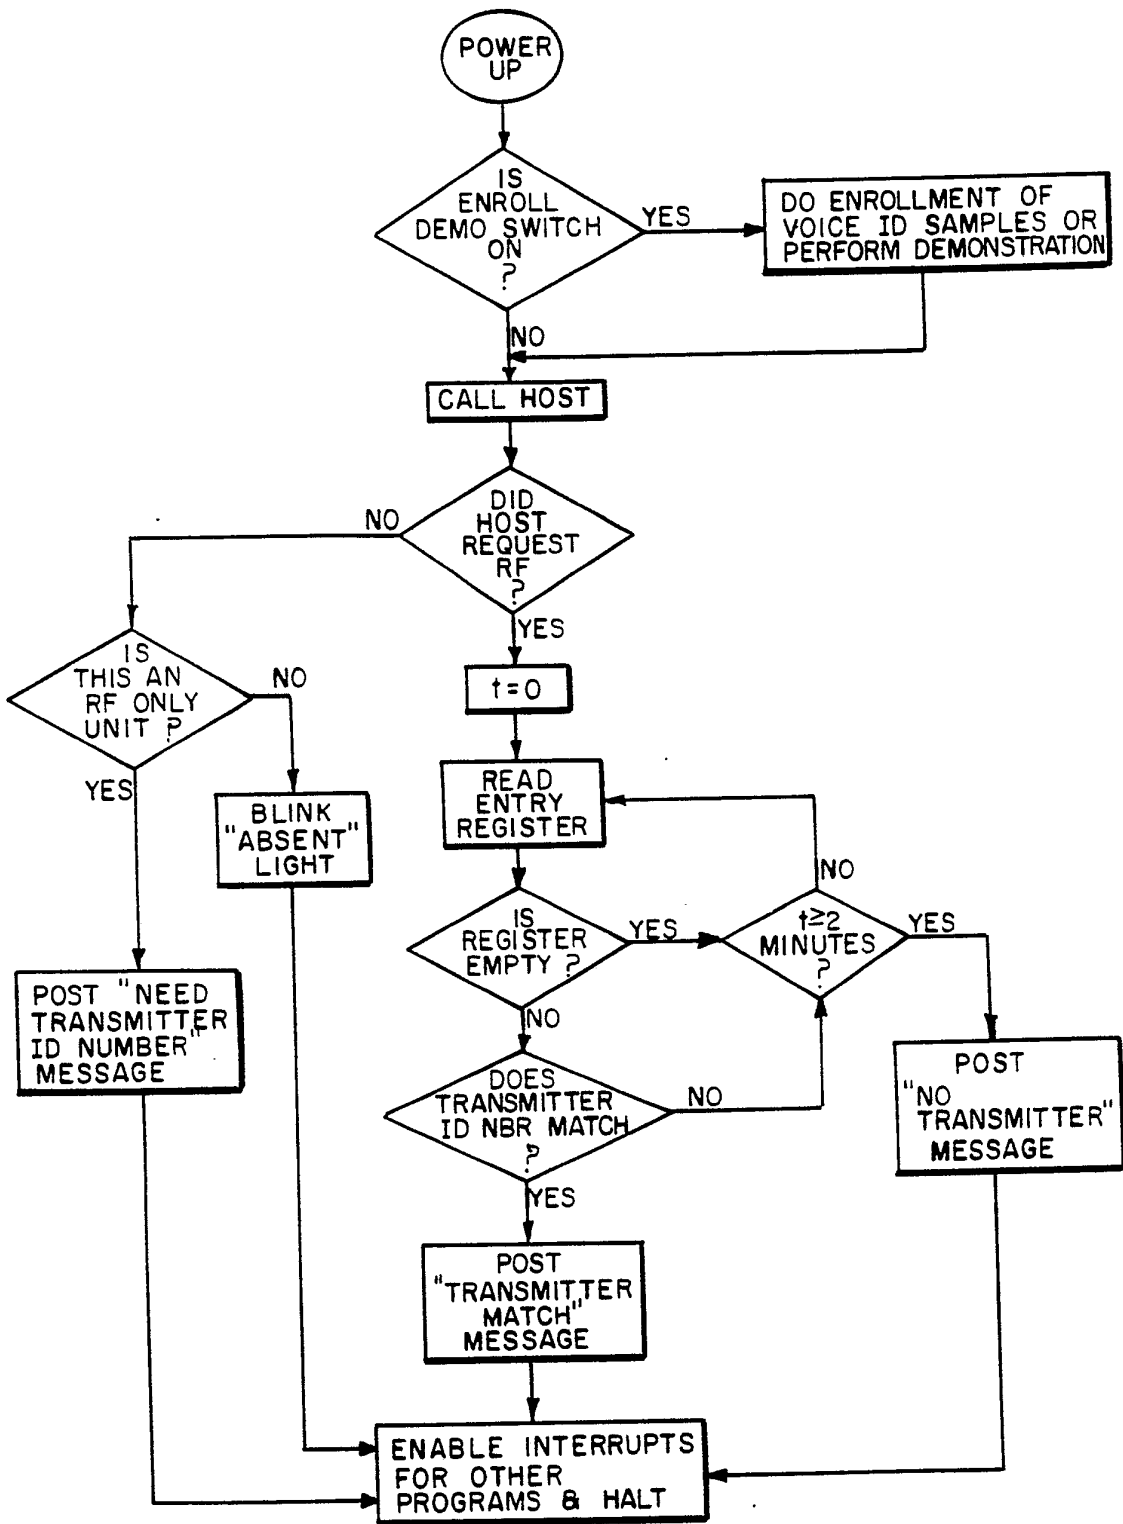 POWER
UP
IS
ENROLL
DEMO SWITCH
ON
?
YES
DO ENROLLMENT OF
VOICE ID SAMPLES OR
PERFORM DEMONSTRATION
NO
CALL HOST
DID
HOST
REQUEST
RF
?
NO
YES
IS
THIS AN
RF ONLY
UNIT ?
NO
YES
t=0
READ
ENTRY
REGISTER
BLINK
"ABSENT"
LIGHT
NO
IS
REGISTER
EMPTY ?
YES
t≥2
MINUTES
?
YES
NO
POST "NEED
TRANSMITTER
ID NUMBER"
MESSAGE
DOES
TRANSMITTER
ID NBR MATCH
?
NO
YES
POST
"NO
TRANSMITTER"
MESSAGE
POST
"TRANSMITTER
MATCH"
MESSAGE
ENABLE INTERRUPTS
FOR OTHER
PROGRAMS & HALT